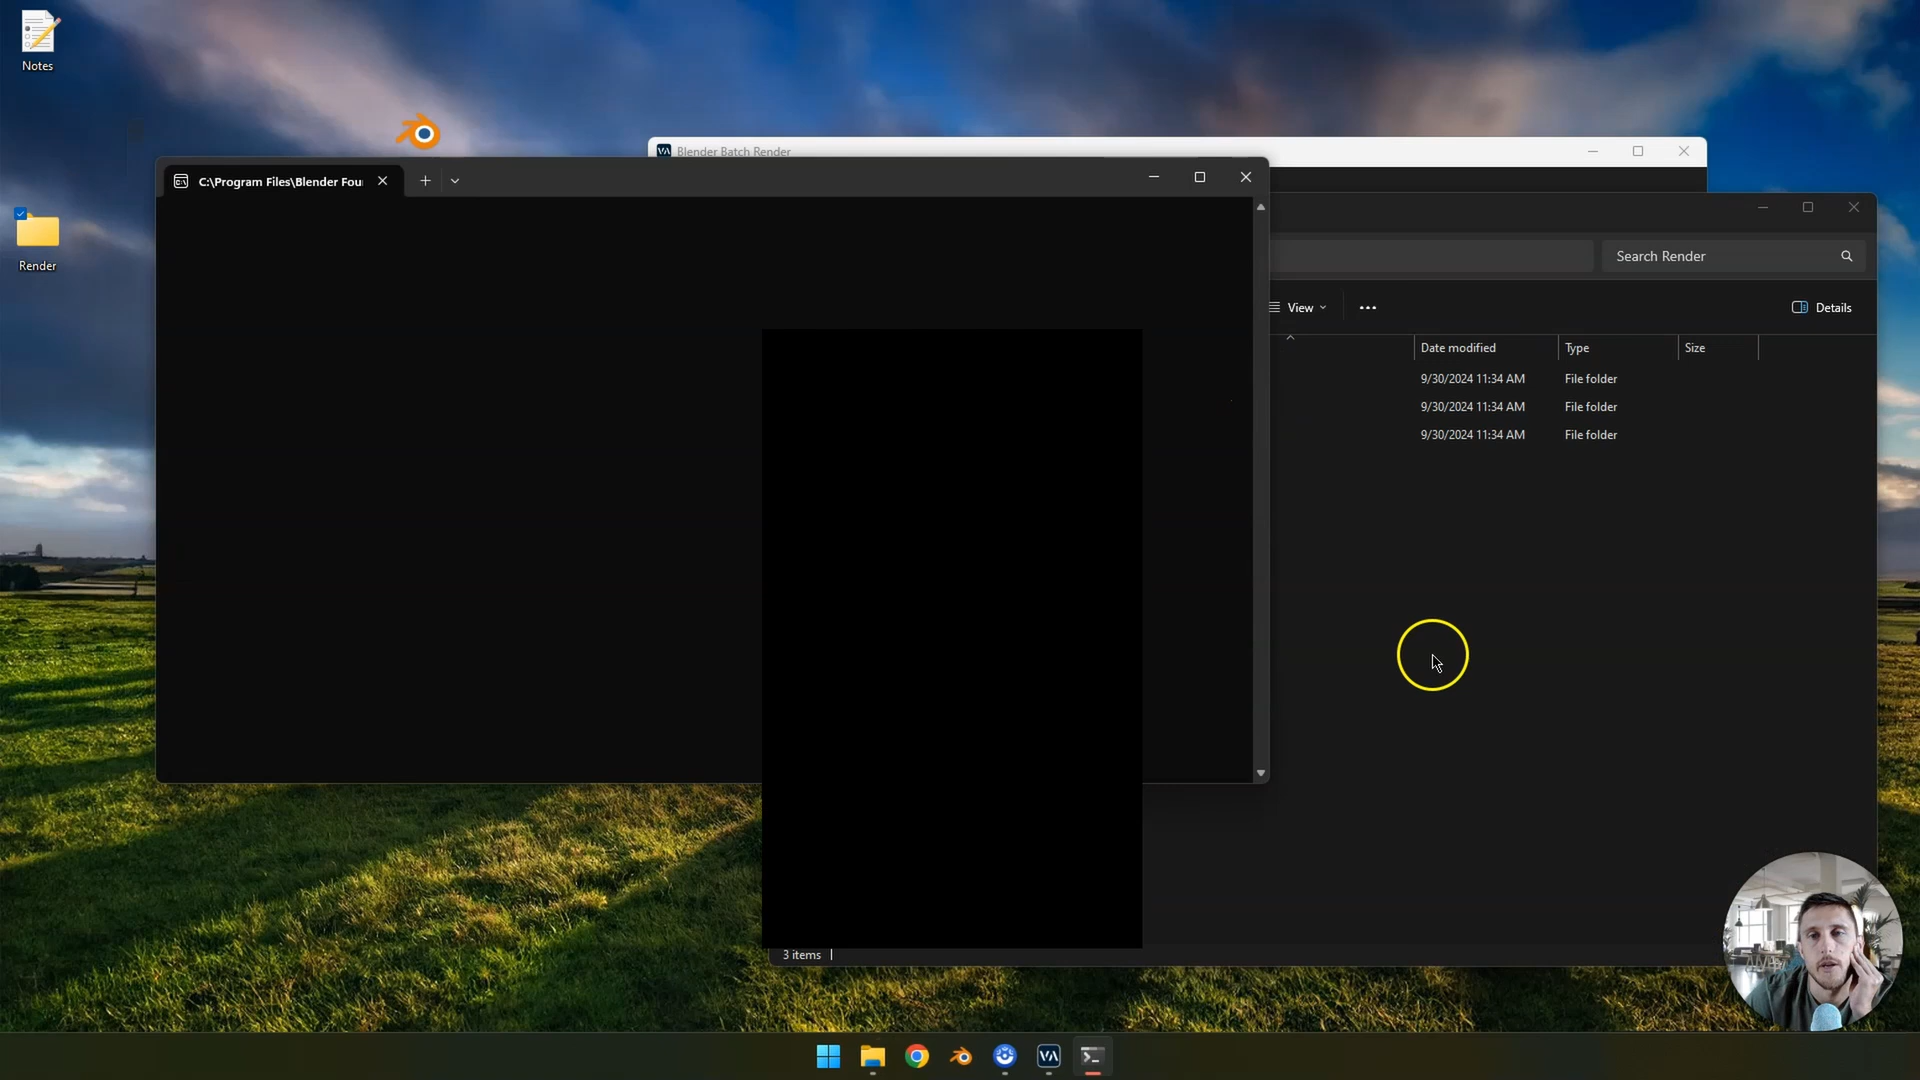 Notes
Blender Batch Render
C:\Program Files\Blender Fou
Render
Search Render
View
Details
Date modified
Type
Size
9/30/2024 11:34 AM
File folder
9/30/2024 11:34 AM
File folder
9/30/2024 11:34 AM
File folder
3 items